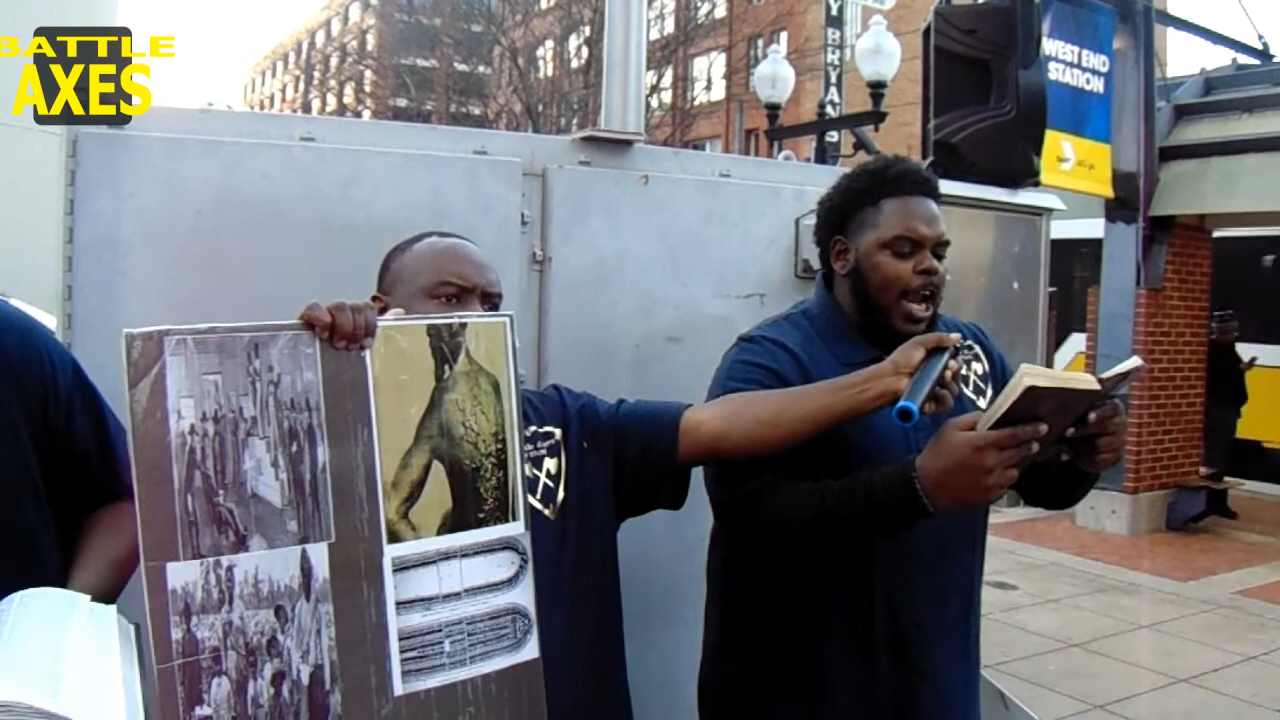 BATTLE
AXES
Y BRYANS
WEST END
STATION